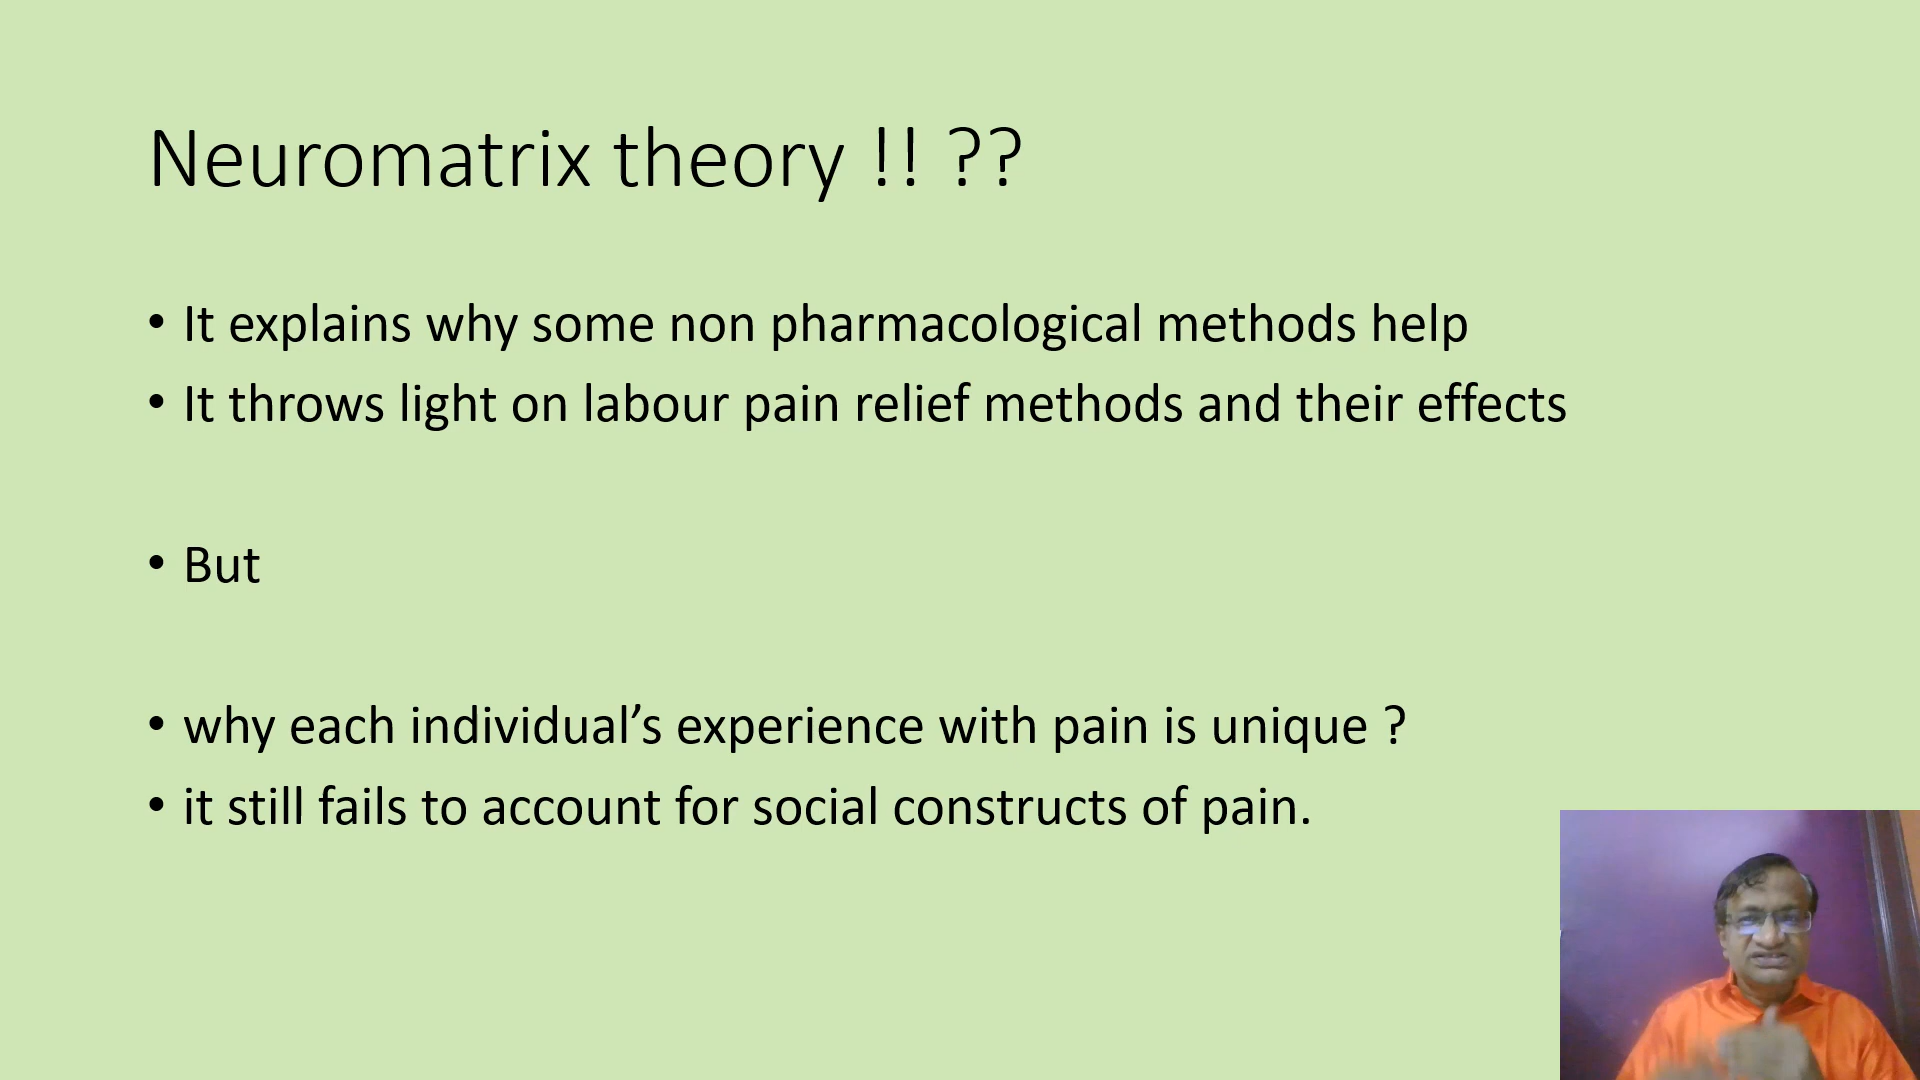 Neuromatrix theory !! ??
• It explains why some non pharmacological methods help
• It throws light on labour pain relief methods and their effects
• But
• why each individual’s experience with pain is unique ?
• it still fails to account for social constructs of pain.